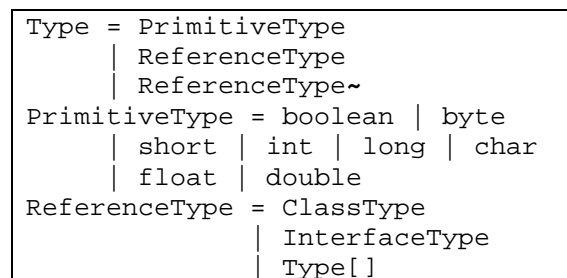 Type = PrimitiveType
| ReferenceType
| ReferenceType~
PrimitiveType = boolean | byte
| short | int | long | char
| float | double
ReferenceType = ClassType
| InterfaceType
| Type[]